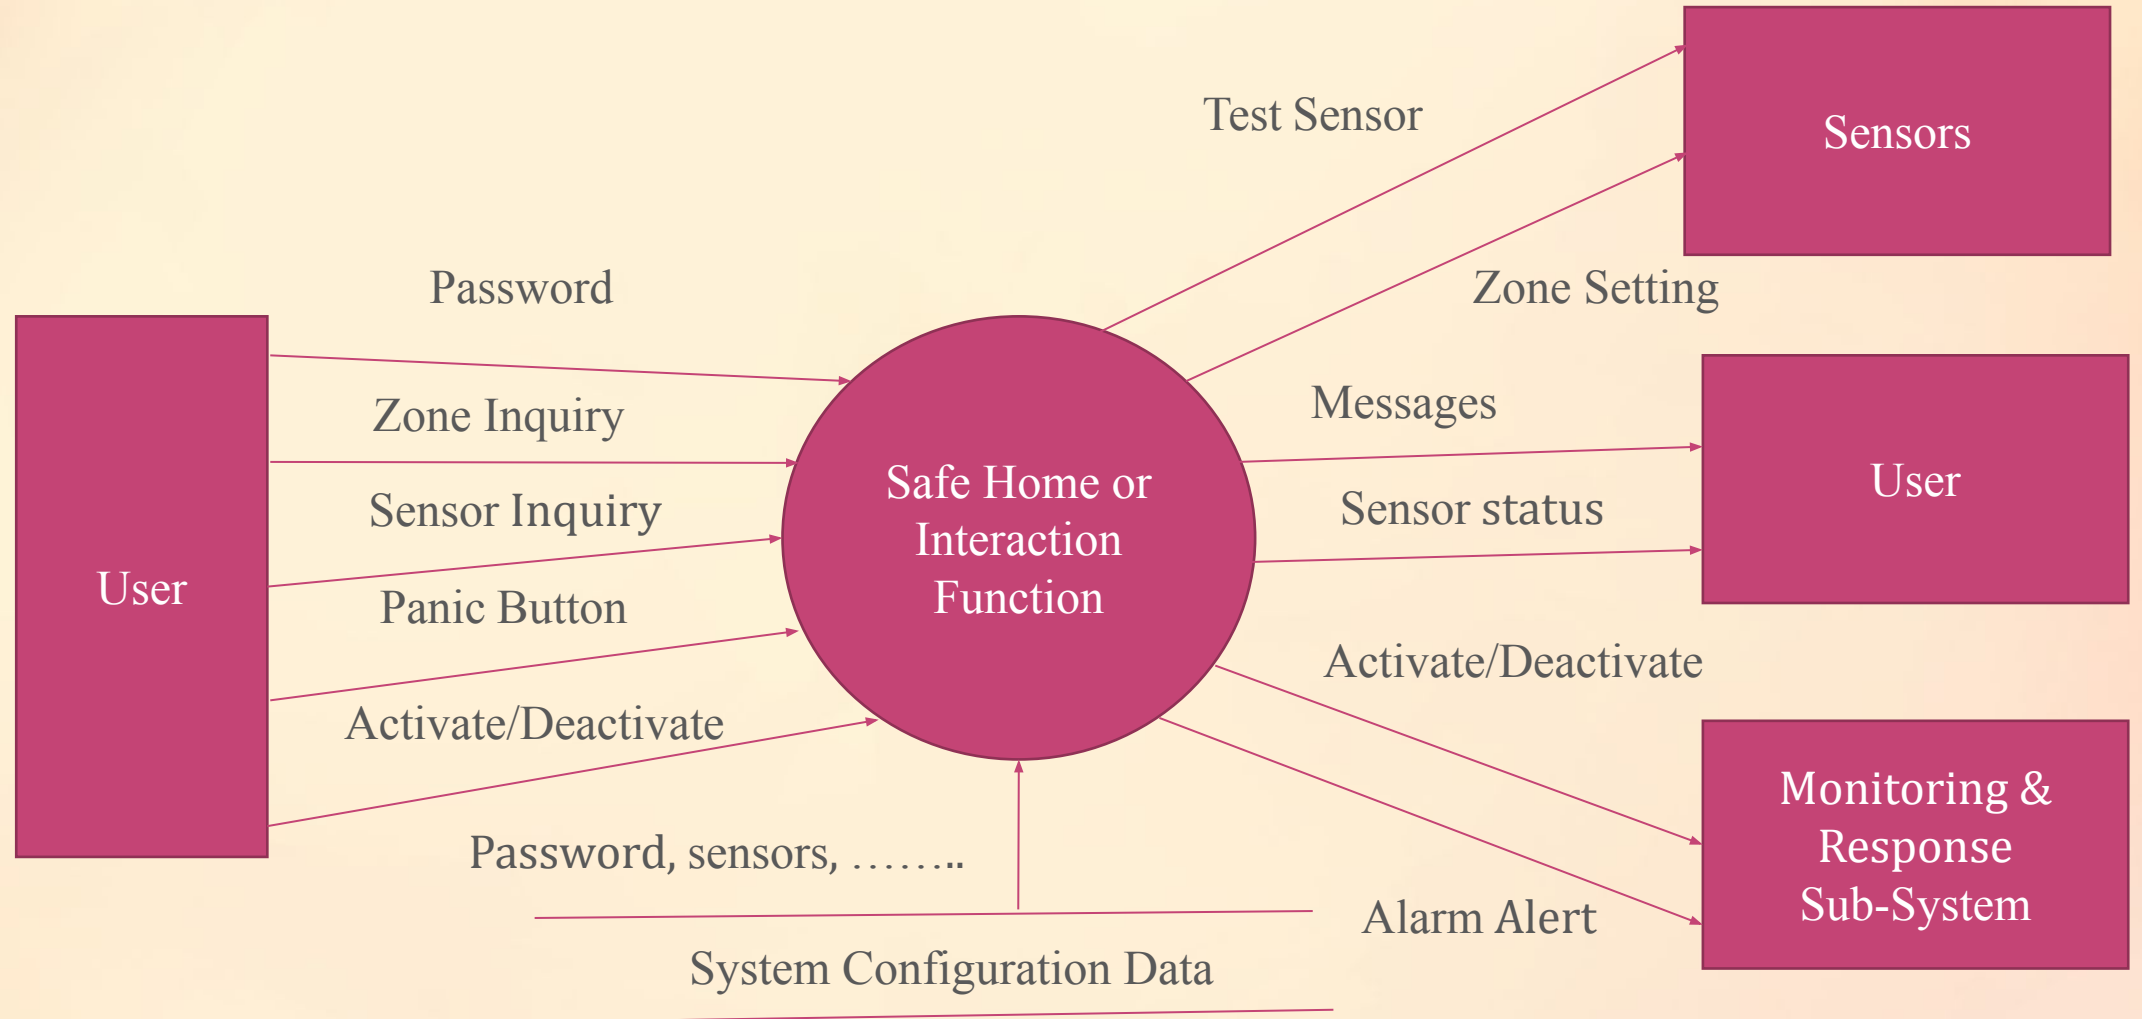 Test Sensor
Sensors
Password
Zone Setting
Zone Inquiry
Messages
Safe Home or
Interaction
Function
User
Sensor Inquiry
Sensor status
User
Panic Button
Activate/Deactivate
Activate/Deactivate
Monitoring &
Response
Sub-System
Password, sensors, ……..
Alarm Alert
System Configuration Data